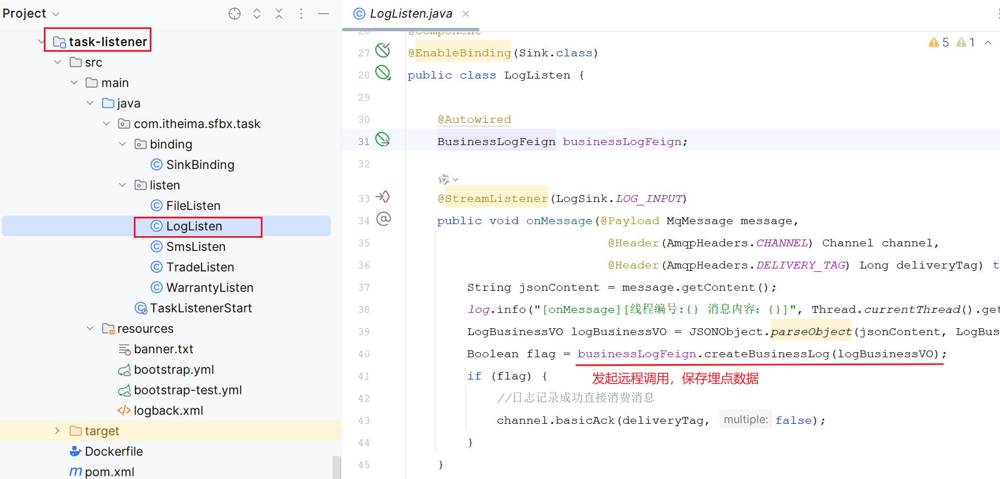 Project
task-listener
src
main
java
com.itheima.sfbx.task
binding
SinkBinding
listen
FileListen
LogListen
SmsListen
TradeListen
WarrantyListen
TaskListenerStart
resources
banner.txt
bootstrap.yml
bootstrap-test.yml
logback.xml
target
Dockerfile
pom.xml
LogListen.java
5 1
26 @Component
27 @EnableBinding(Sink.class)
28 public class LogListen {
29
30 @Autowired
31 BusinessLogFeign businessLogFeign;
32
33 @StreamListener(LogSink.LOG_INPUT)
34 public void onMessage(@Payload MqMessage message,
35 @Header(AmqpHeaders.CHANNEL) Channel channel,
36 @Header(AmqpHeaders.DELIVERY_TAG) Long deliveryTag) t
37 String jsonContent = message.getContent();
38 log.info("[onMessage][线程编号:{} 消息内容: {}]", Thread.currentThread().get
39 LogBusinessVO logBusinessVO = JSONObject.parseObject(jsonContent, LogBus
40 Boolean flag = businessLogFeign.createBusinessLog(logBusinessVO);
41 if (flag) {
发起远程调用，保存埋点数据
42 //日志记录成功直接消费消息
43 channel.basicAck(deliveryTag, multiple: false);
44 }
45 }